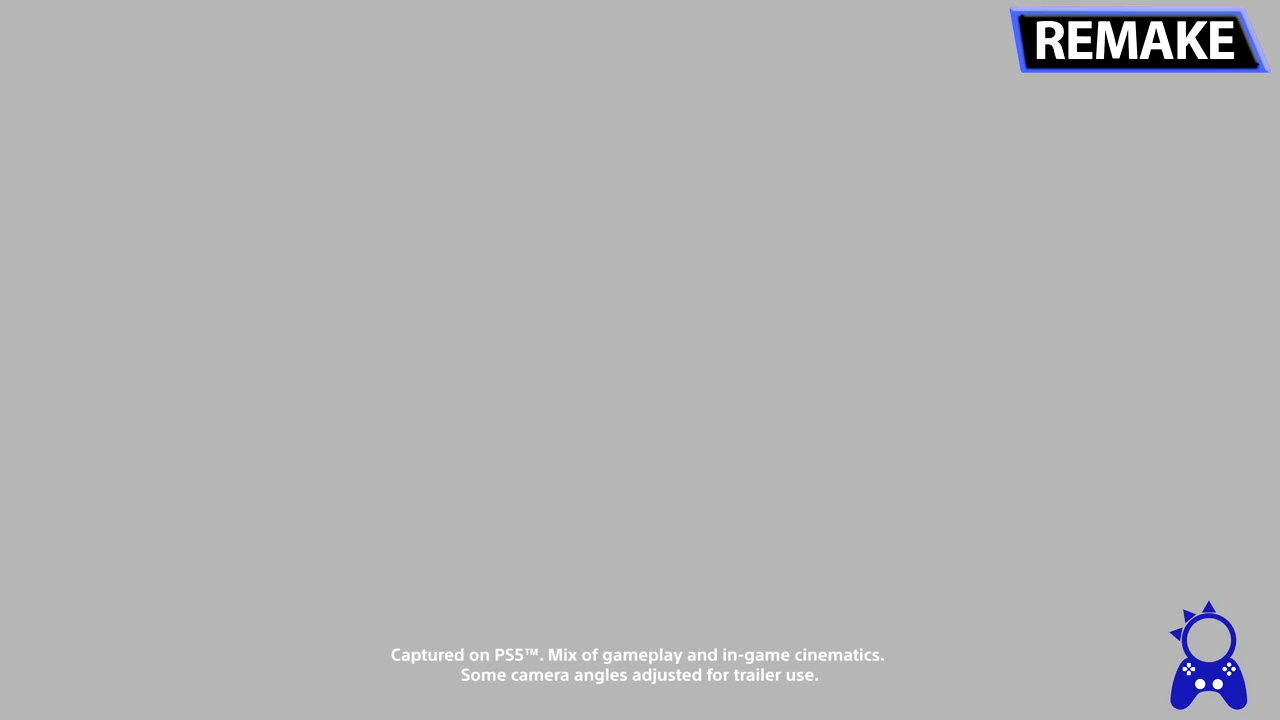 REMAKE
Captured on PS5™. Mix of gameplay and in-game cinematics.
Some camera angles adjusted for trailer use.